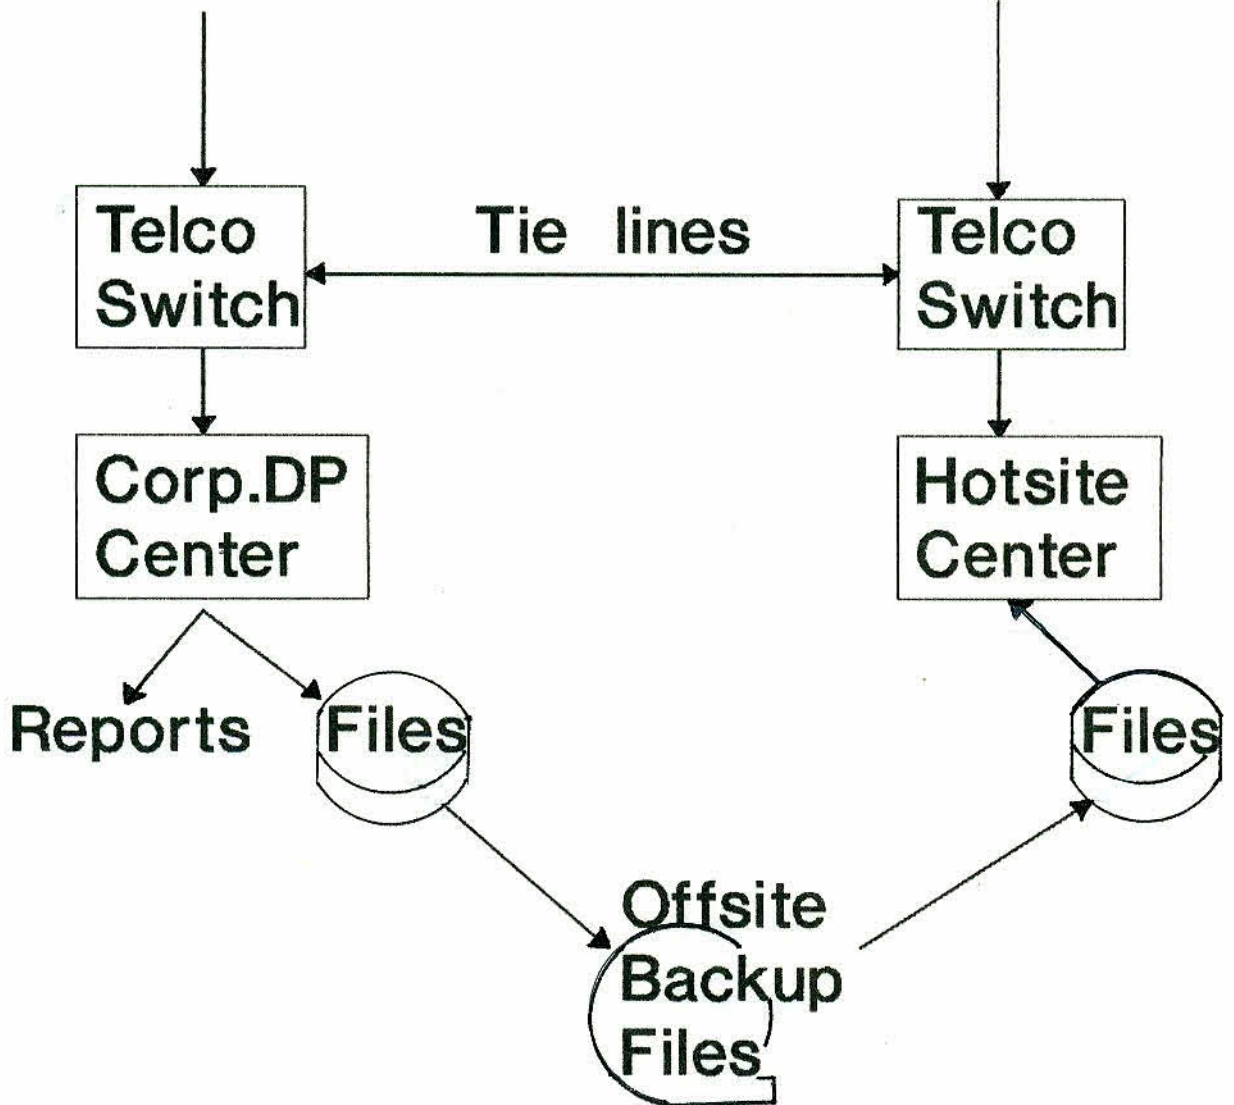 Telco
Switch
Tie lines
Telco
Switch
Corp.DP
Center
Hotsite
Center
Reports
Files
Files
Offsite
Backup
Files